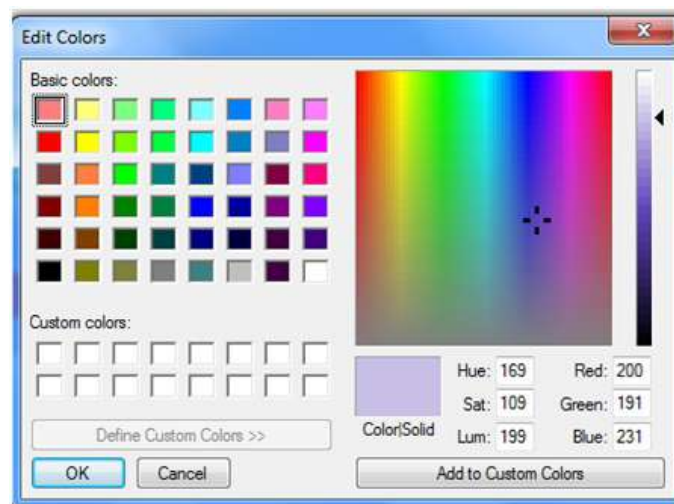 Edit Colors
Basic colors:
Custom colors:
Define Custom Colors >>
OK Cancel
Color|Solid
Hue: 169 Red: 200
Sat: 109 Green: 191
Lum: 199 Blue: 231
Add to Custom Colors